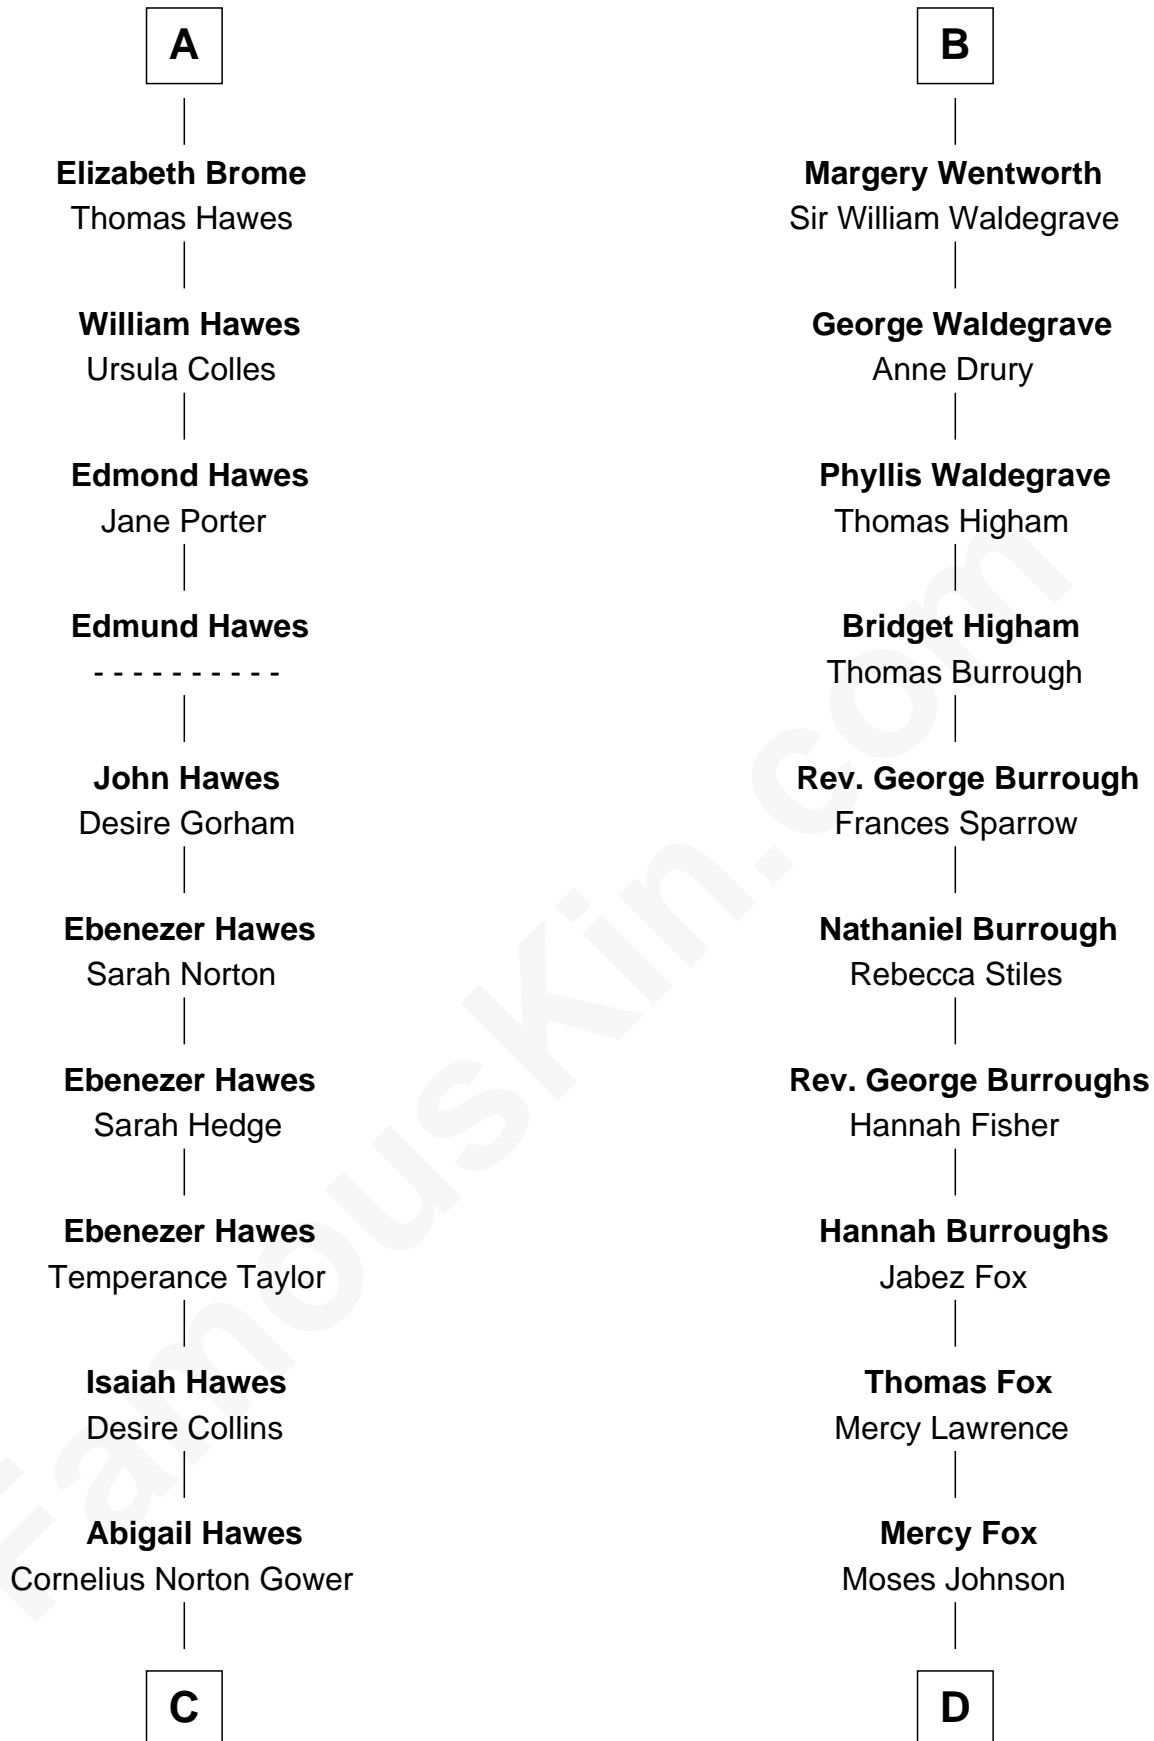 A
Elizabeth Brome
Thomas Hawes
William Hawes
Ursula Colles
Edmond Hawes
Jane Porter
Edmund Hawes
- - - - - - - - - -
John Hawes
Desire Gorham
Ebenezer Hawes
Sarah Norton
Ebenezer Hawes
Sarah Hedge
Ebenezer Hawes
Temperance Taylor
Isaiah Hawes
Desire Collins
Abigail Hawes
Cornelius Norton Gower
C
B
Margery Wentworth
Sir William Waldegrave
George Waldegrave
Anne Drury
Phyllis Waldegrave
Thomas Higham
Bridget Higham
Thomas Burrough
Rev. George Burrough
Frances Sparrow
Nathaniel Burrough
Rebecca Stiles
Rev. George Burroughs
Hannah Fisher
Hannah Burroughs
Jabez Fox
Thomas Fox
Mercy Lawrence
Mercy Fox
Moses Johnson
D
FamousKin.com